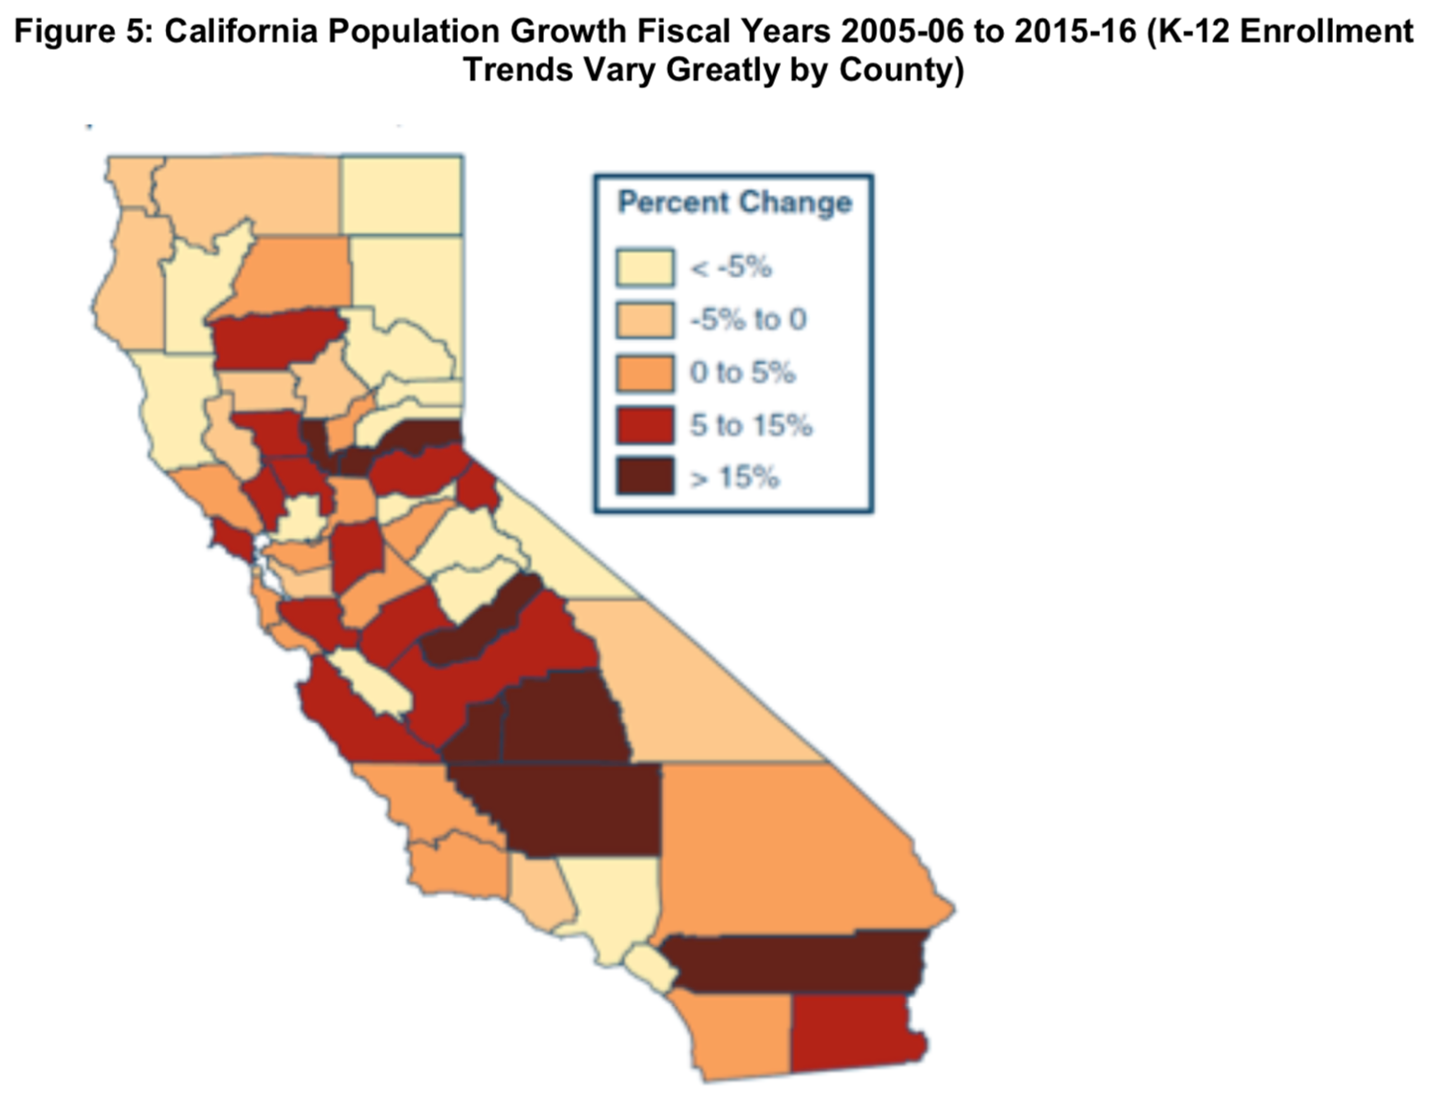 Figure 5: California Population Growth Fiscal Years 2005-06 to 2015-16 (K-12 Enrollment
Trends Vary Greatly by County)
Percent Change
< -5%
-5% to 0
0 to 5%
5 to 15%
> 15%